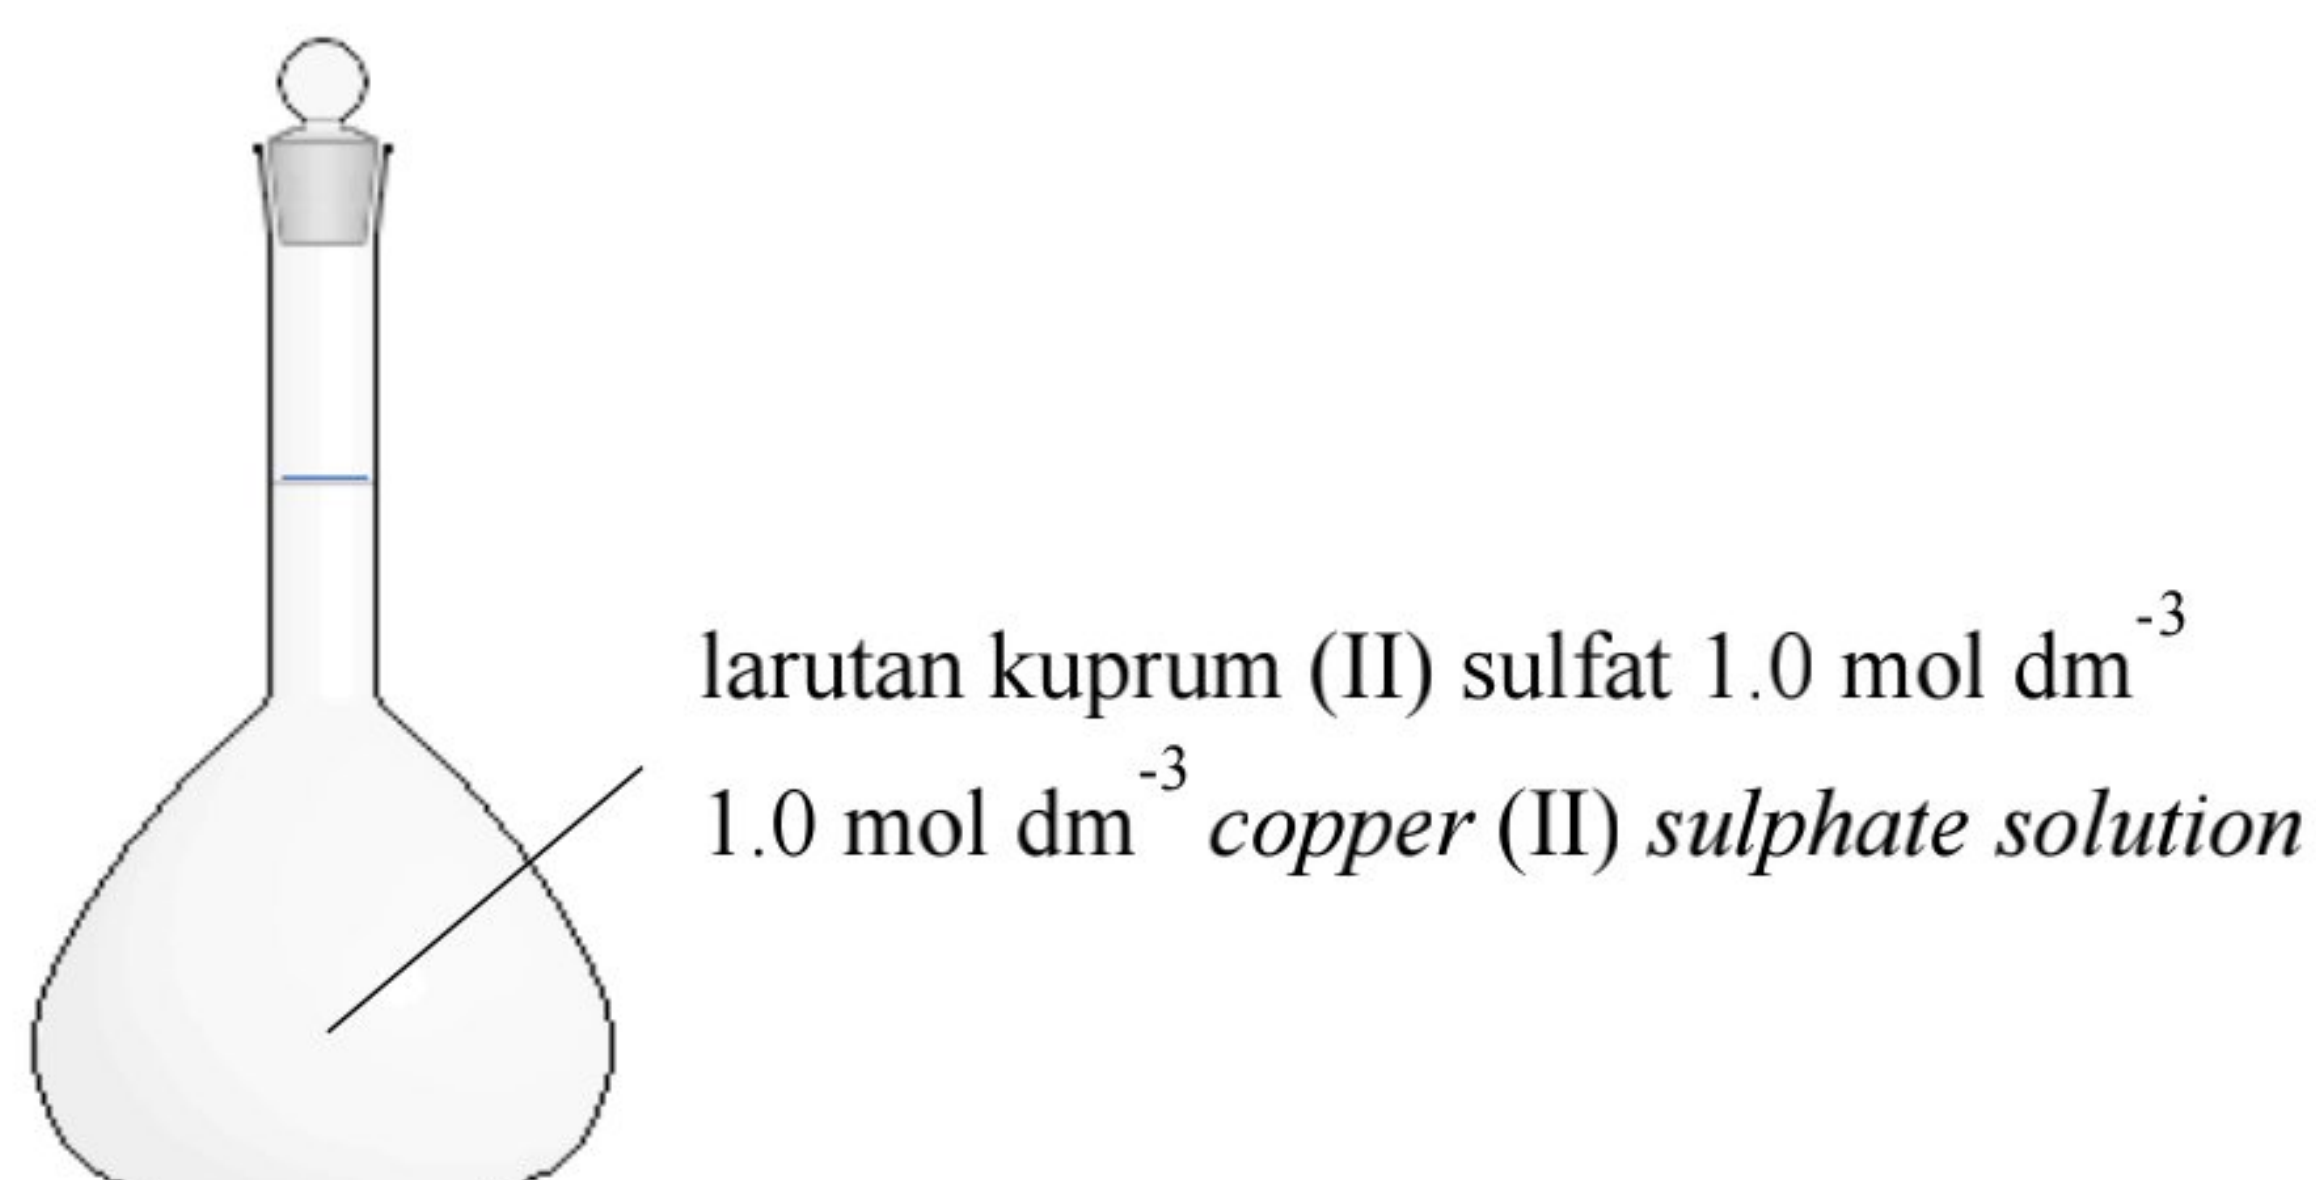 larutan kuprum (II) sulfat 1.0 mol dm⁻³
1.0 mol dm⁻³ copper (II) sulphate solution